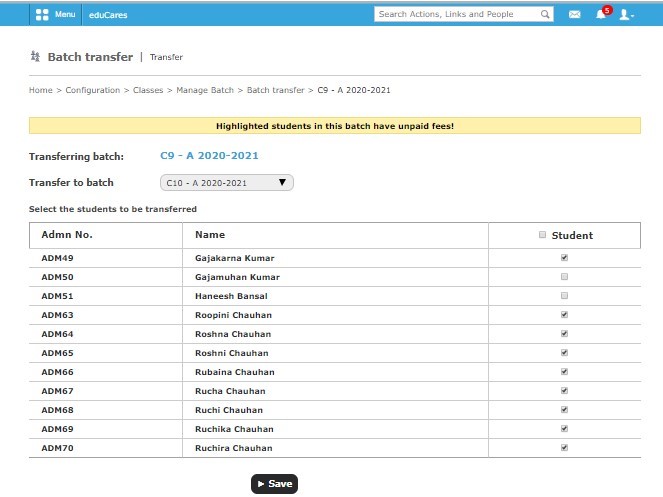 Menu eduCares Search Actions, Links and People 5
Batch transfer | Transfer
Home > Configuration > Classes > Manage Batch > Batch transfer > C9 - A 2020-2021
Highlighted students in this batch have unpaid fees!
Transferring batch: C9 - A 2020-2021
Transfer to batch C10 - A 2020-2021
Select the students to be transferred
Admn No. Name Student
ADM49 Gajakarna Kumar
ADM50 Gajamuhan Kumar
ADM51 Haneesh Bansal
ADM63 Roopini Chauhan
ADM64 Roshna Chauhan
ADM65 Roshni Chauhan
ADM66 Rubaina Chauhan
ADM67 Rucha Chauhan
ADM68 Ruchi Chauhan
ADM69 Ruchika Chauhan
ADM70 Ruchira Chauhan
Save